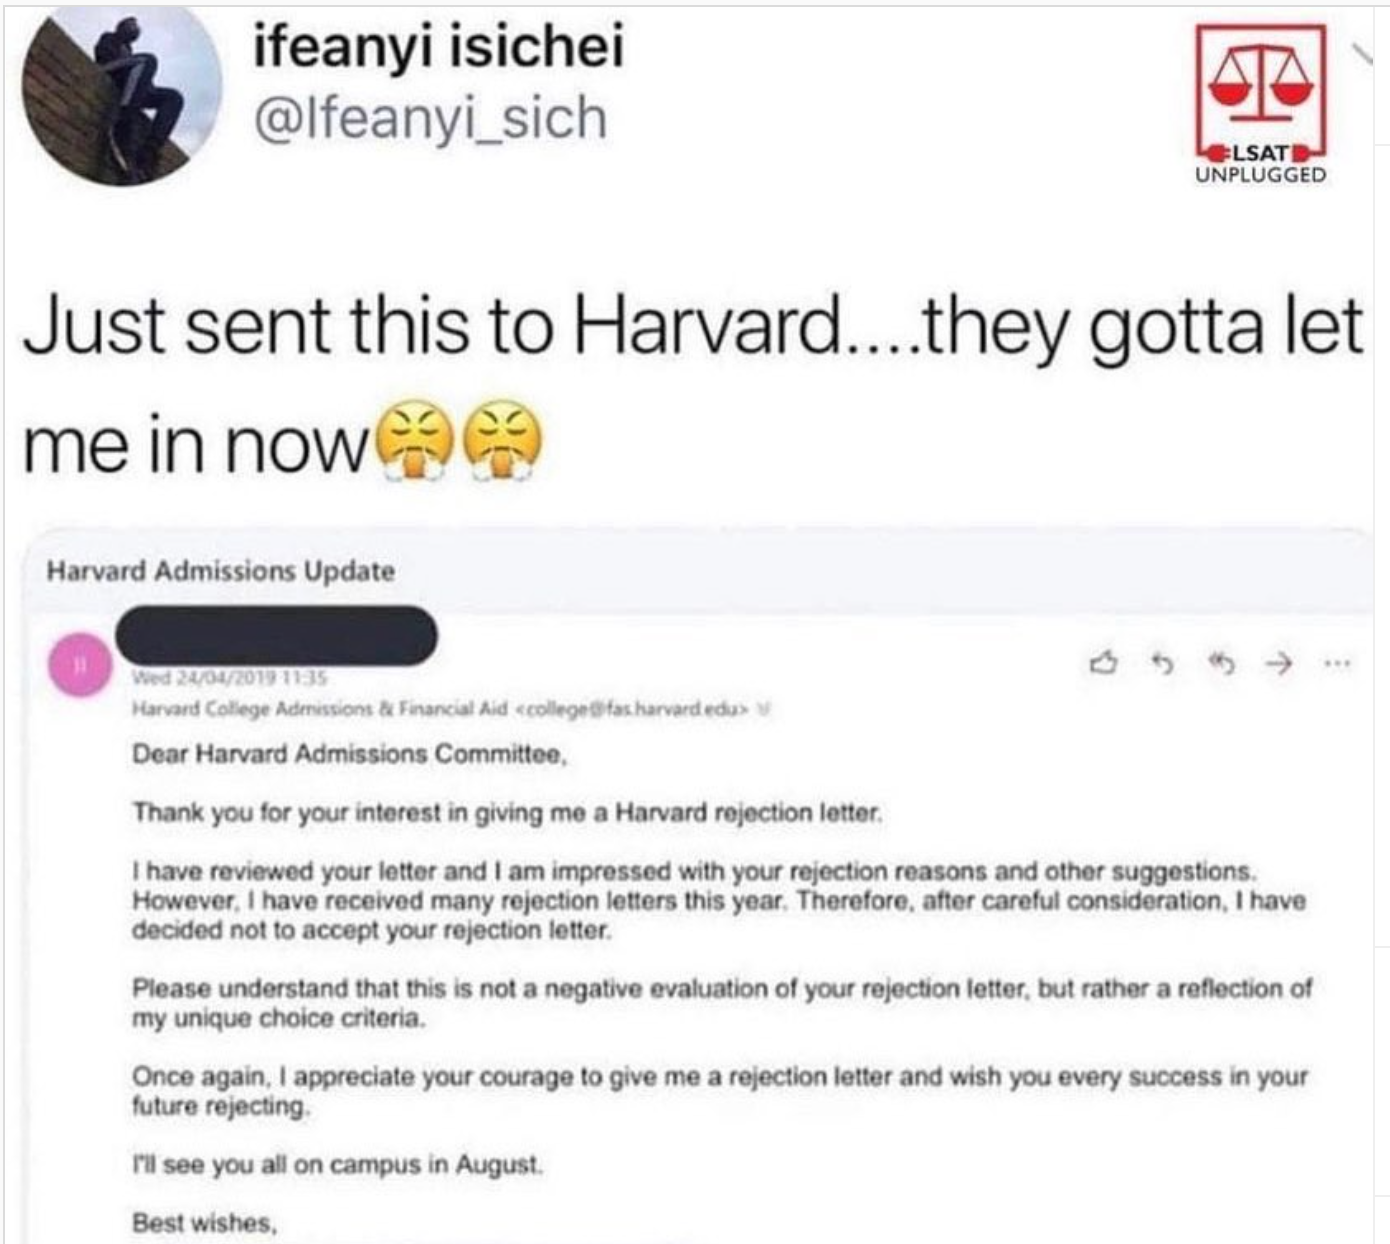 ifeanyi isichei
@Ifeanyi_sich
LSAT
UNPLUGGED
Just sent this to Harvard....they gotta let
me in now😤😤
Harvard Admissions Update
II
Wed 24/04/2019 11:35
Harvard College Admissions & Financial Aid <college@fas.harvard.edu>
Dear Harvard Admissions Committee,
Thank you for your interest in giving me a Harvard rejection letter.
I have reviewed your letter and I am impressed with your rejection reasons and other suggestions.
However, I have received many rejection letters this year. Therefore, after careful consideration, I have
decided not to accept your rejection letter.
Please understand that this is not a negative evaluation of your rejection letter, but rather a reflection of
my unique choice criteria.
Once again, I appreciate your courage to give me a rejection letter and wish you every success in your
future rejecting.
I'll see you all on campus in August.
Best wishes,